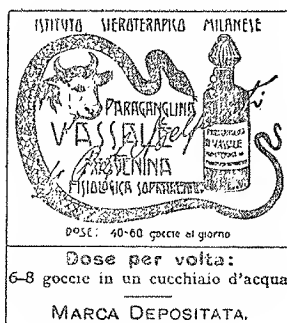 ISTITUTO SIEROTERAPICO MILANESE
PARAGANGLINA
VASSALE
FISIOLOGICA SOPRARENALE
DOSE: 40-60 goccie al giorno
Dose per volta:
6-8 goccie in un cucchiaio d'acqua
MARCA DEPOSITATA.